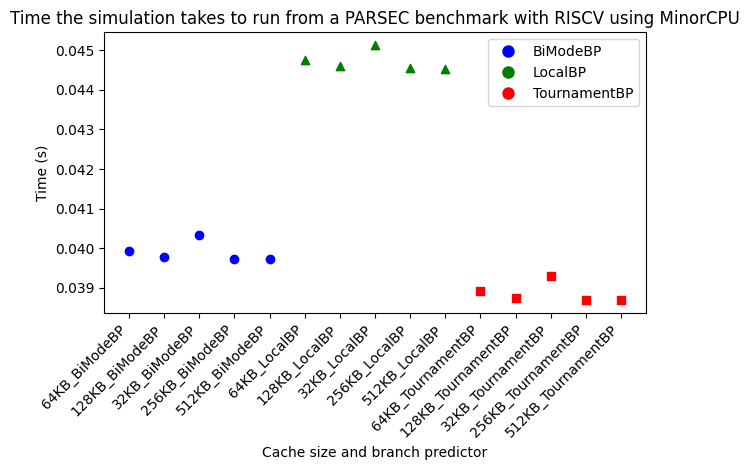 Time the simulation takes to run from a PARSEC benchmark with RISCV using MinorCPU
BiModeBP
LocalBP
TournamentBP
0.045
0.044
0.043
0.042
0.041
0.040
0.039
Time (s)
64KB_BiModeBP
128KB_BiModeBP
32KB_BiModeBP
256KB_BiModeBP
512KB_BiModeBP
64KB_LocalBP
128KB_LocalBP
32KB_LocalBP
256KB_LocalBP
512KB_LocalBP
64KB_TournamentBP
128KB_TournamentBP
32KB_TournamentBP
256KB_TournamentBP
512KB_TournamentBP
Cache size and branch predictor